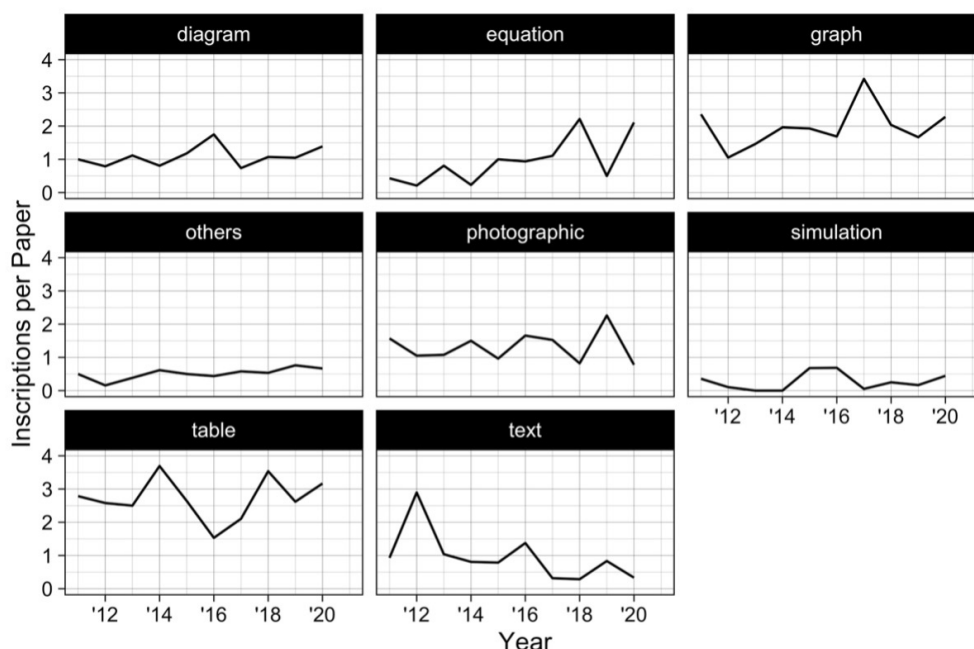 diagram equation graph
4
3
2
1
0
others photographic simulation
4
3
2
1
0
'12 '14 '16 '18 '20
table text
4
3
2
1
0
'12 '14 '16 '18 '20 '12 '14 '16 '18 '20
Inscriptions per Paper
Year